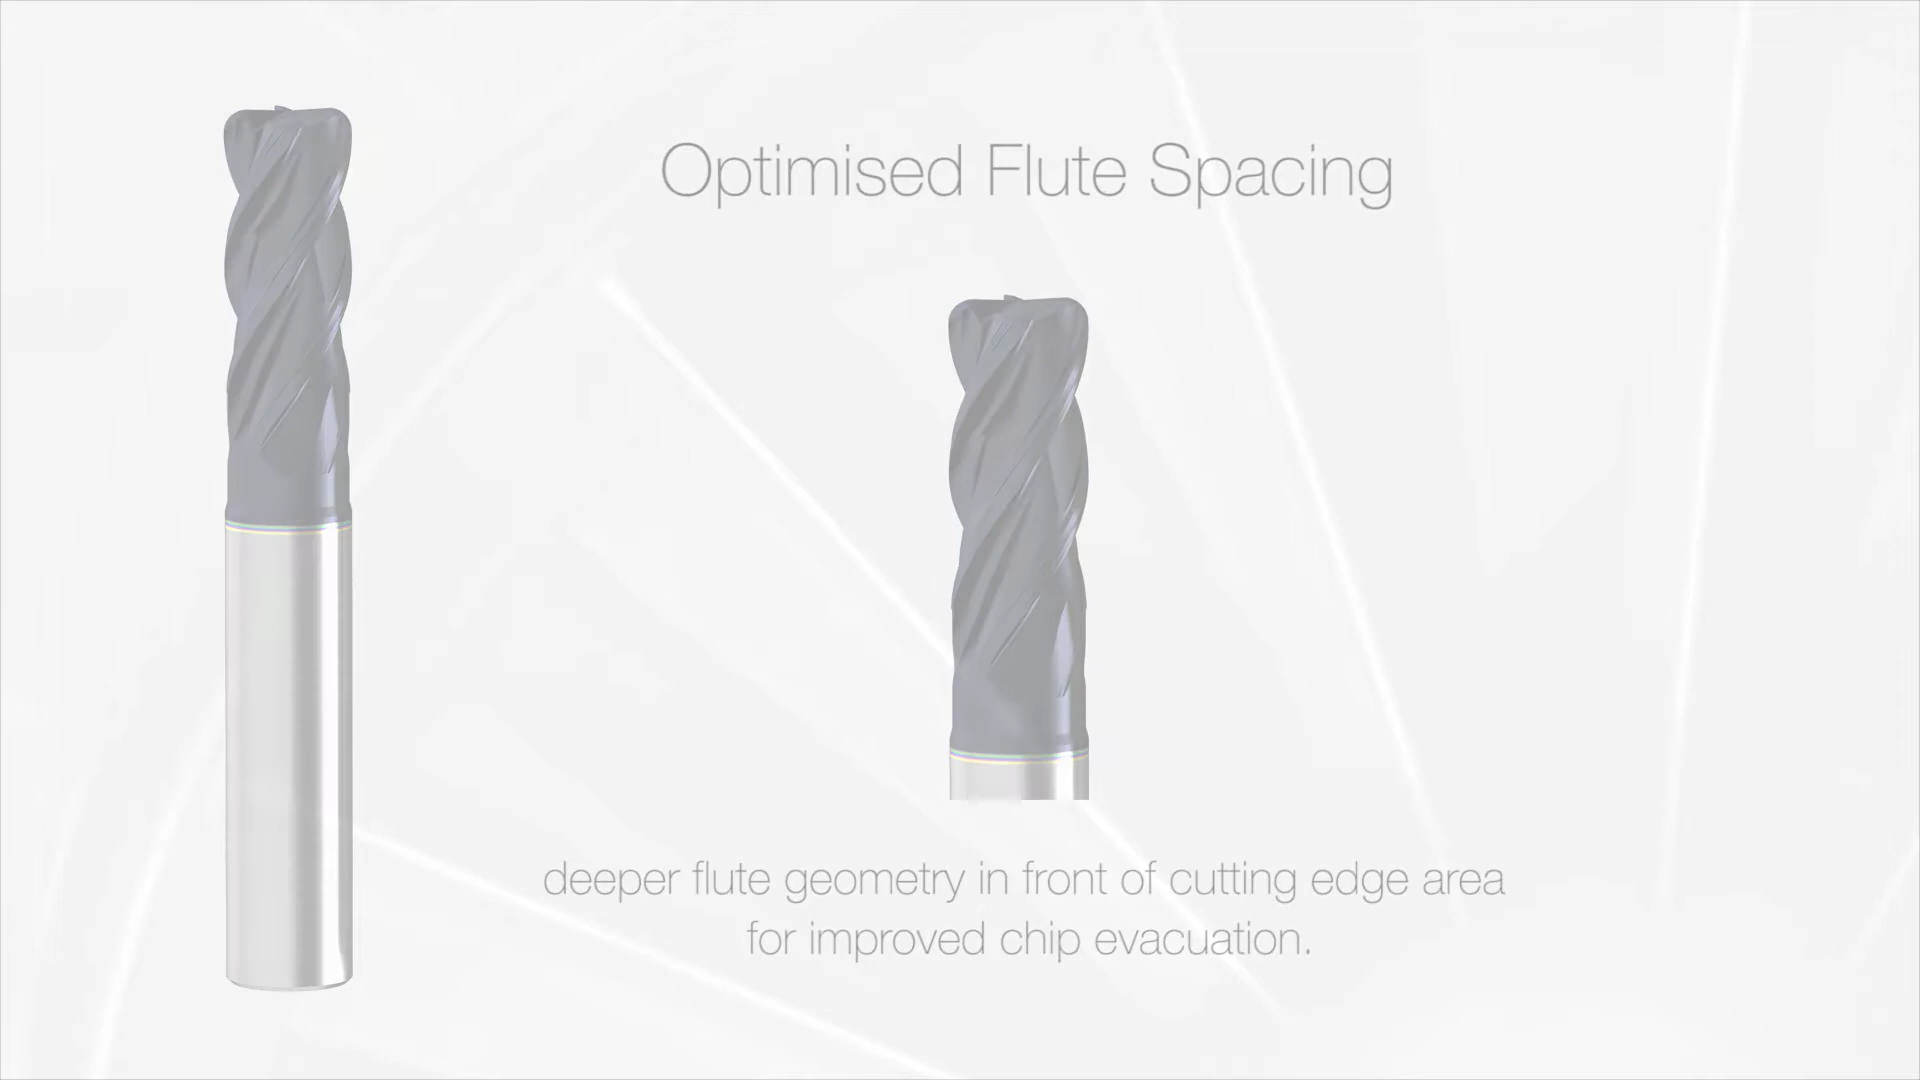 Optimised Flute Spacing
deeper flute geometry in front of cutting edge area
for improved chip evacuation.